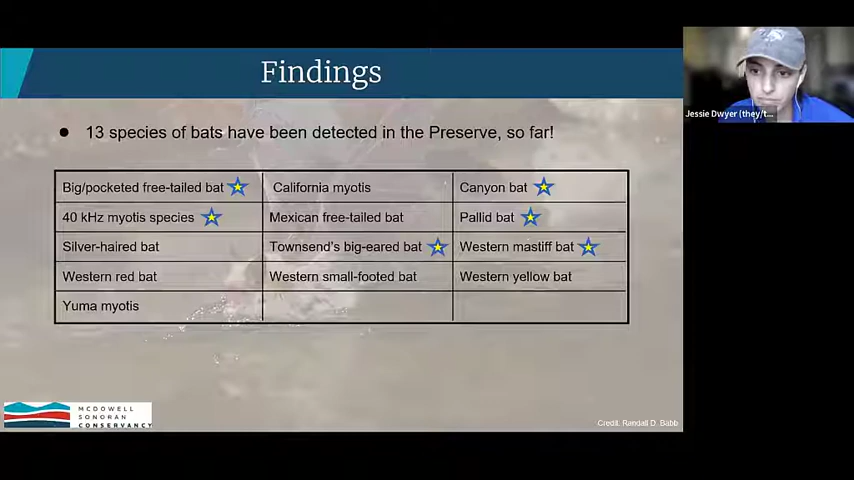 Findings
● 13 species of bats have been detected in the Preserve, so far!
Big/pocketed free-tailed bat California myotis Canyon bat
40 kHz myotis species Mexican free-tailed bat Pallid bat
Silver-haired bat Townsend's big-eared bat Western mastiff bat
Western red bat Western small-footed bat Western yellow bat
Yuma myotis
MCDOWELL
SONORAN
CONSERVANCY
Credit: Randall D. Babb
Jessie Dwyer (they/t...